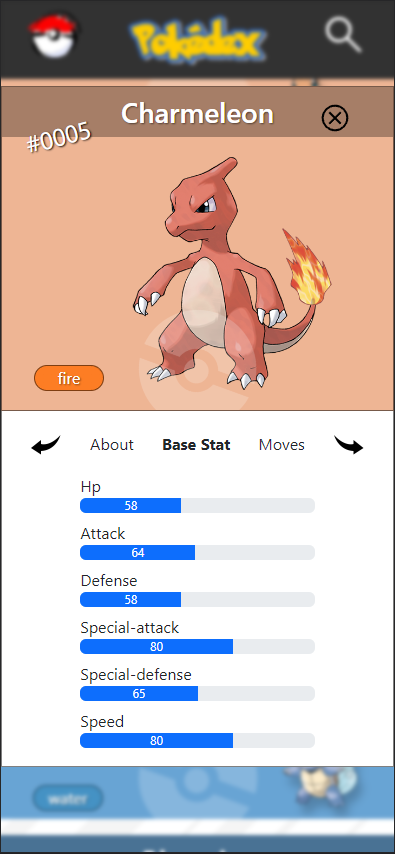 Pokédex
Charmeleon
#0005
fire
About Base Stat Moves
Hp
58
Attack
64
Defense
58
Special-attack
80
Special-defense
65
Speed
80
water